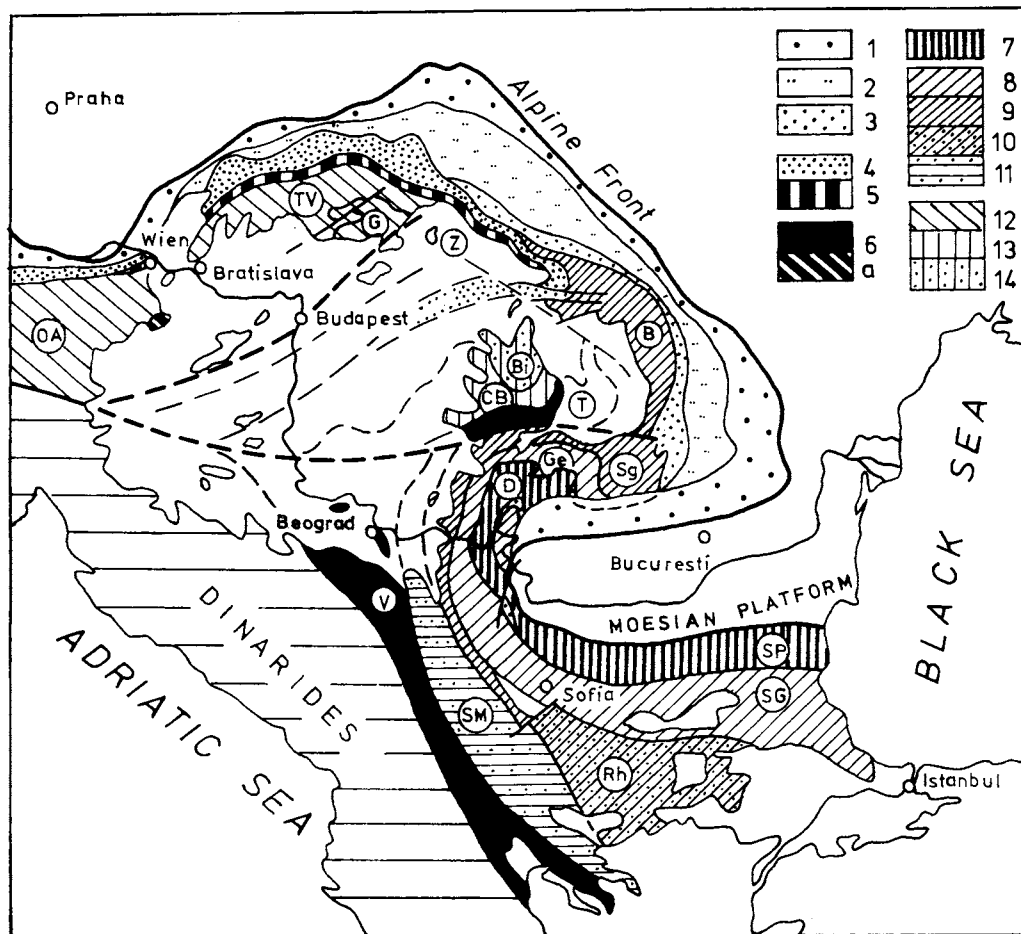 Praha
Alpine Front
1
2
3
4
5
6
a
7
8
9
10
11
12
13
14
TV
G
Z
Wien
Bratislava
Budapest
OA
B
Bi
CB
T
Ge
Sg
D
Beograd
Bucuresti
V
MOESIAN PLATFORM
SP
DINARIDES
ADRIATIC SEA
BLACK SEA
Sofia
SG
SM
Rh
Istanbul